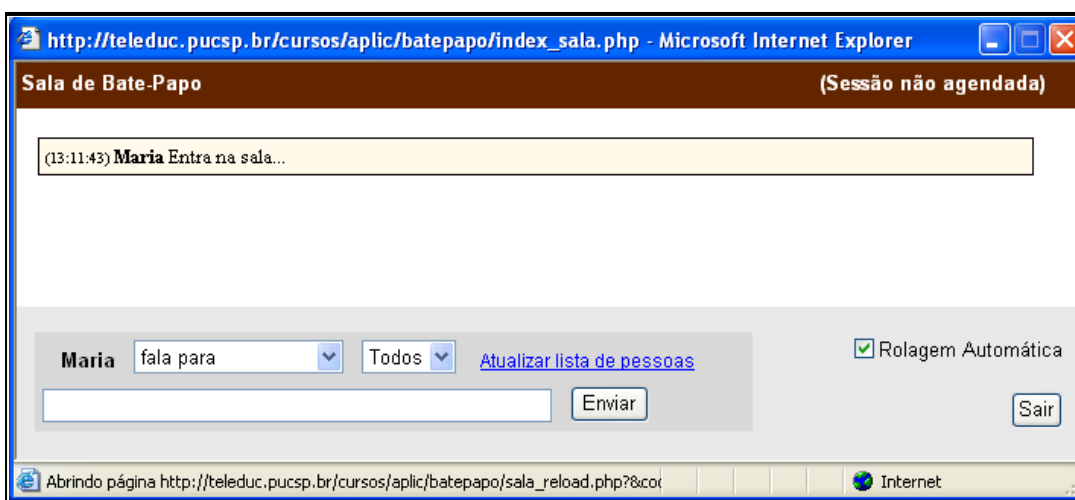 http://teleduc.pucsp.br/cursos/aplic/batepapo/index_sala.php - Microsoft Internet Explorer
Sala de Bate-Papo (Sessão não agendada)
(13:11:43) Maria Entra na sala...
Maria fala para Todos Atualizar lista de pessoas Rolagem Automática
Enviar Sair
Abrindo página http://teleduc.pucsp.br/cursos/aplic/batepapo/sala_reload.php?&co Internet